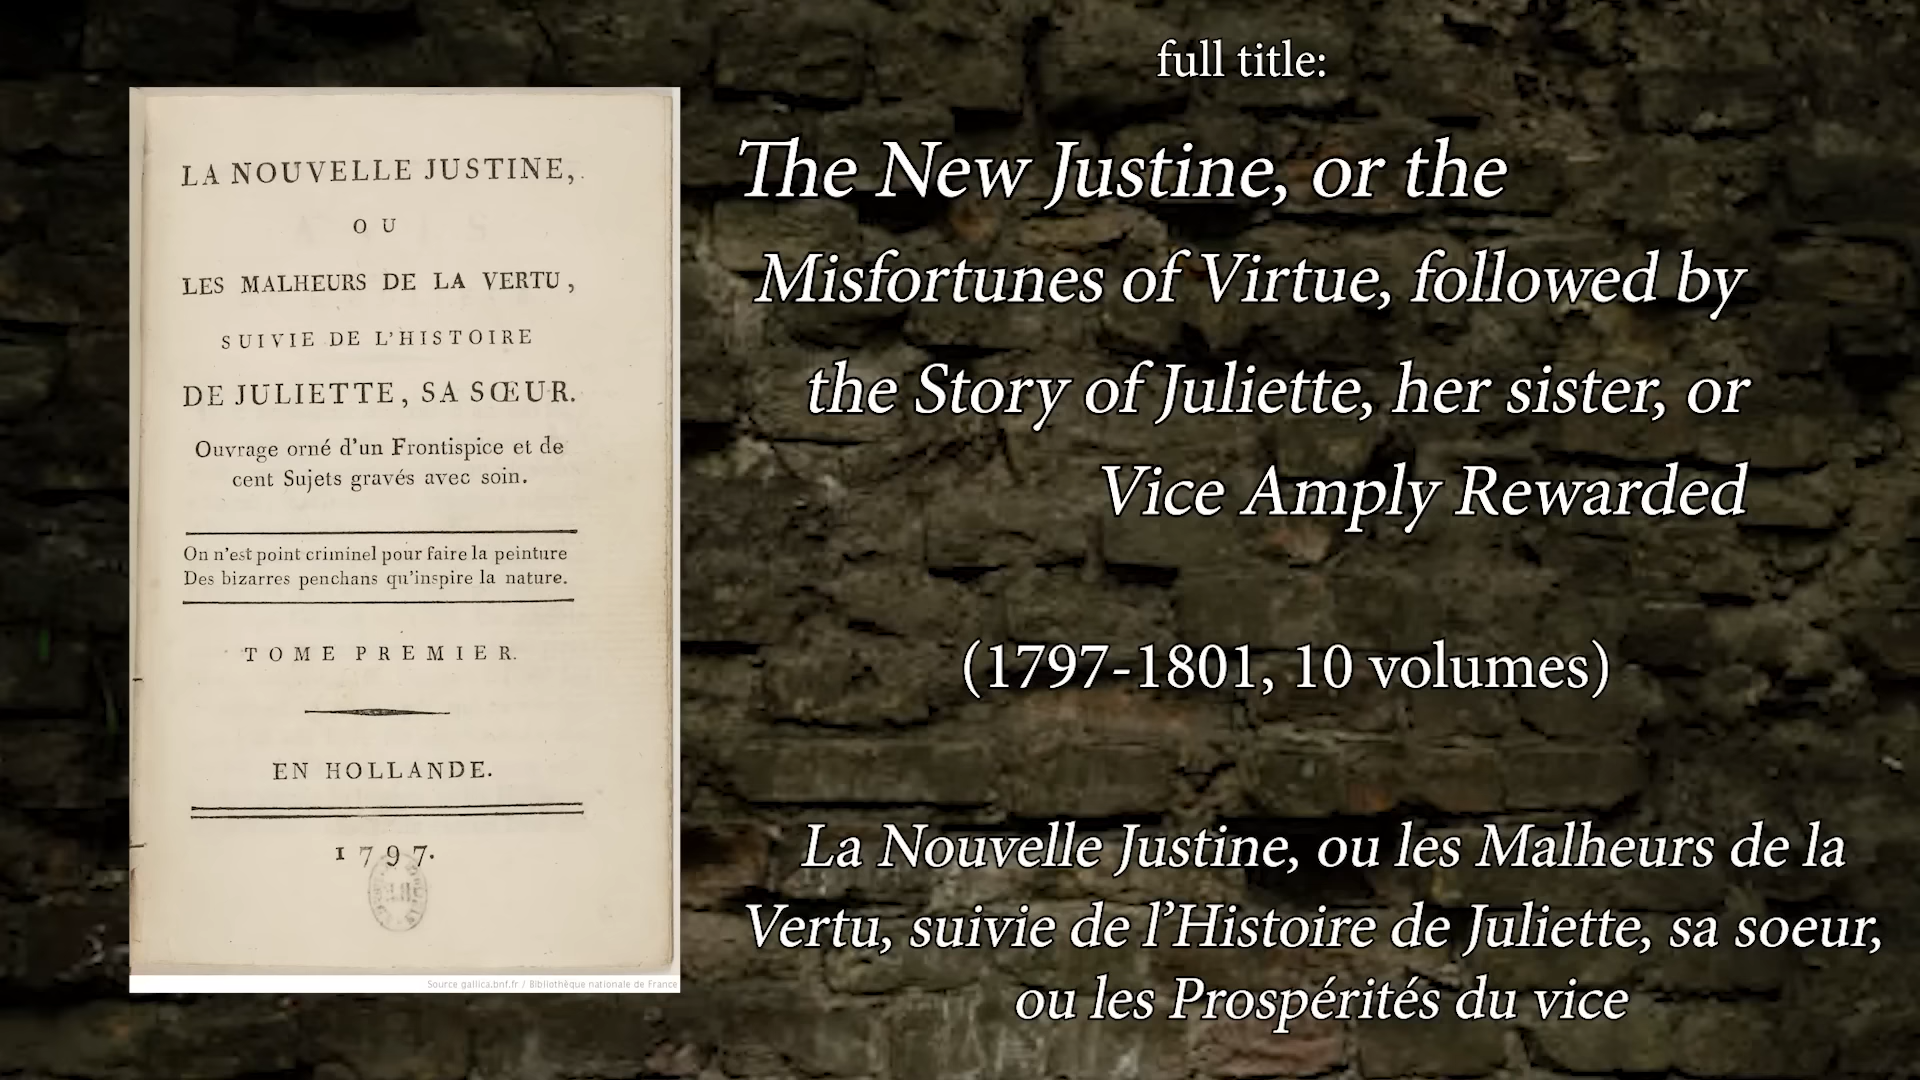 LA NOUVELLE JUSTINE,
OU
LES MALHEURS DE LA VERTU,
SUIVIE DE L'HISTOIRE
DE JULIETTE, SA SŒUR.
Ouvrage orné d'un Frontispice et de
cent Sujets gravés avec soin.
On n'est point criminel pour faire la peinture
Des bizarres penchans qu'inspire la nature.
TOME PREMIER.
EN HOLLANDE.
1797.
Source gallica.bnf.fr / Bibliothèque nationale de France
full title:
The New Justine, or the
Misfortunes of Virtue, followed by
the Story of Juliette, her sister, or
Vice Amply Rewarded
(1797-1801, 10 volumes)
La Nouvelle Justine, ou les Malheurs de la
Vertu, suivie de l'Histoire de Juliette, sa soeur,
ou les Prospérités du vice